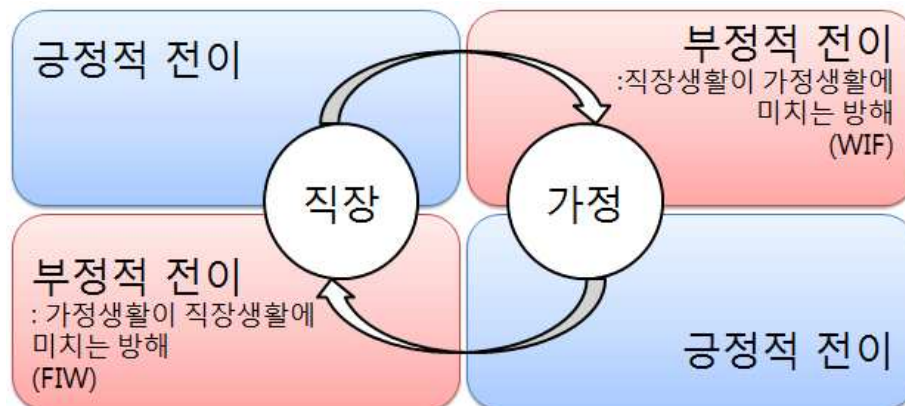 긍정적 전이
부정적 전이
:직장생활이 가정생활에
미치는 방해
(WIF)
직장
가정
부정적 전이
: 가정생활이 직장생활에
미치는 방해
(FIW)
긍정적 전이